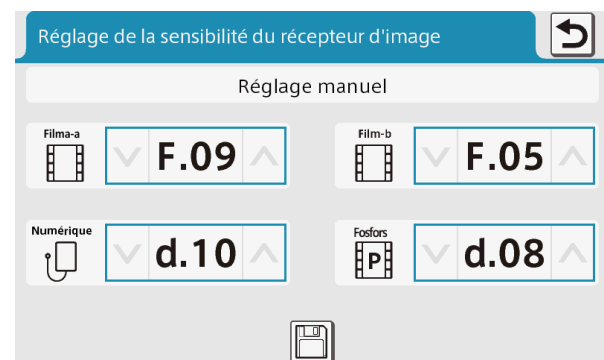 Réglage de la sensibilité du récepteur d'image
Réglage manuel
Filma-a
F.09
Film-b
F.05
Numérique
d.10
Fosfors
P
d.08